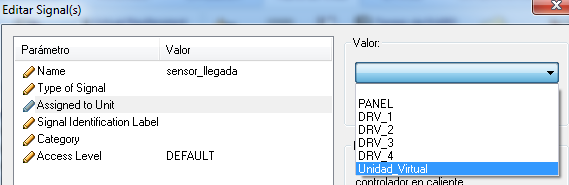 Editar Signal(s)
Parámetro Valor
Name sensor_llegada
Type of Signal
Assigned to Unit
Signal Identification Label
Category
Access Level DEFAULT
Valor:
PANEL
DRV_1
DRV_2
DRV_3
DRV_4
Unidad_Virtual
controlador en caliente